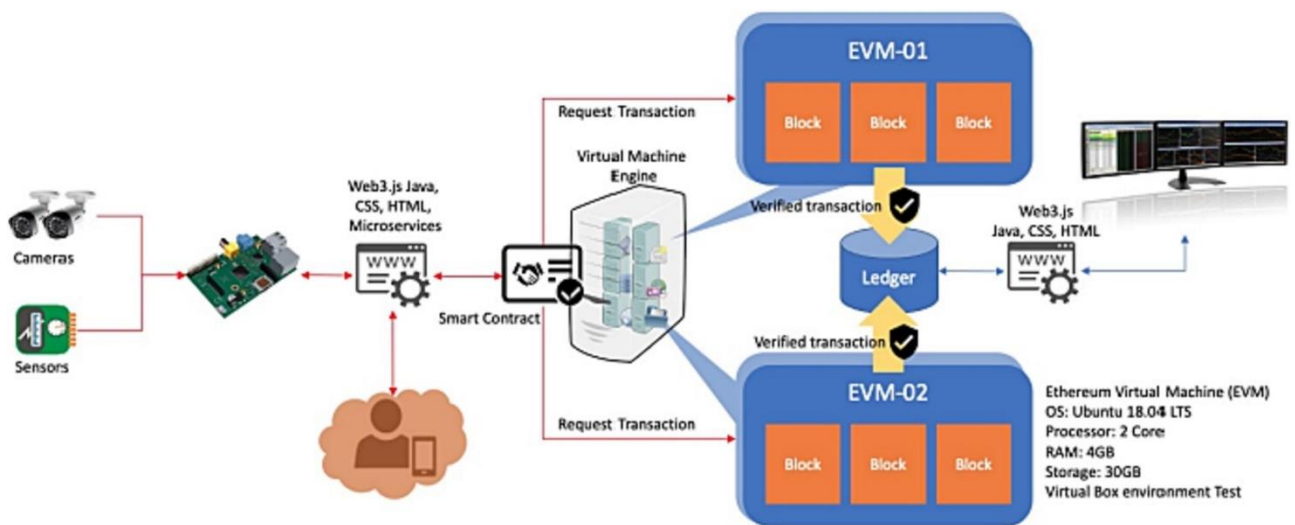 EVM-01
Block
Block
Block
Request Transaction
Virtual Machine
Engine
Verified transaction
Web3.js Java,
CSS, HTML,
Microservices
WWW
Cameras
Sensors
Smart Contract
Ledger
Web3.js
Java, CSS, HTML
WWW
Verified transaction
Request Transaction
EVM-02
Block
Block
Block
Ethereum Virtual Machine (EVM)
OS: Ubuntu 18.04 LTS
Processor: 2 Core
RAM: 4GB
Storage: 30GB
Virtual Box environment Test